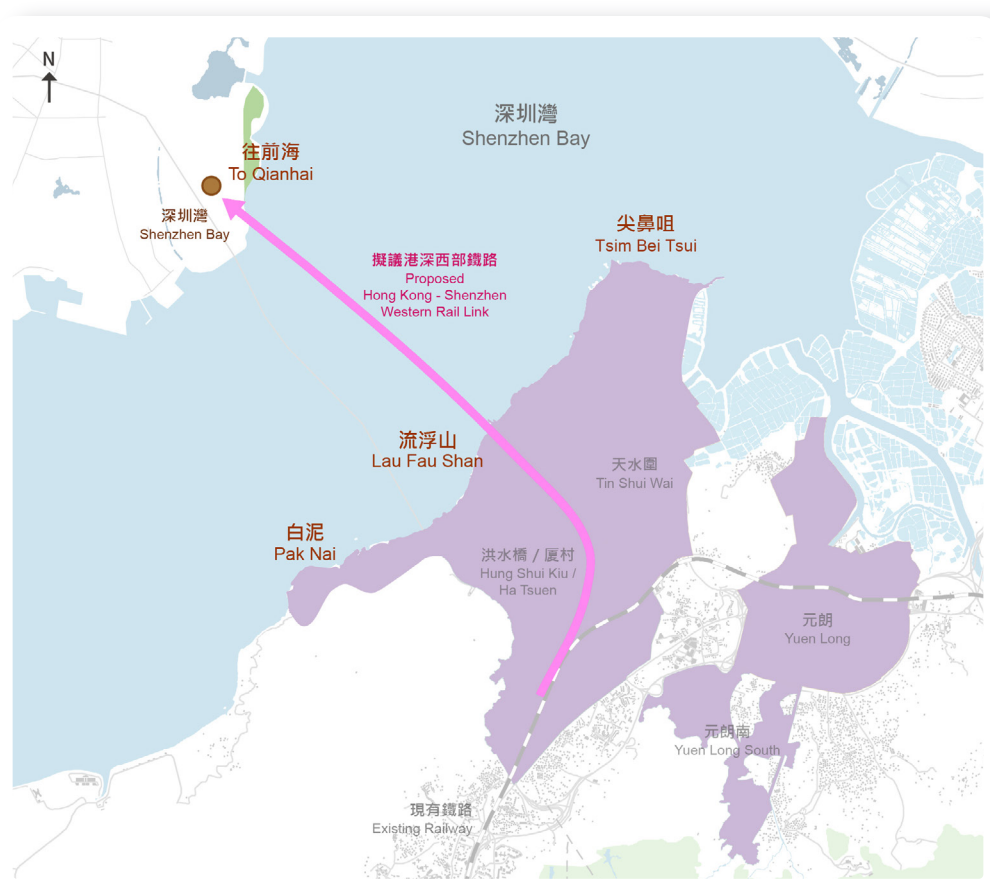 N
深圳灣
Shenzhen Bay
往前海
To Qianhai
深圳灣
Shenzhen Bay
尖鼻咀
Tsim Bei Tsui
擬議港深西部鐵路
Proposed
Hong Kong - Shenzhen
Western Rail Link
流浮山
Lau Fau Shan
天水圍
Tin Shui Wai
白泥
Pak Nai
洪水橋 / 厦村
Hung Shui Kiu /
Ha Tsuen
元朗
Yuen Long
元朗南
Yuen Long South
現有鐵路
Existing Railway